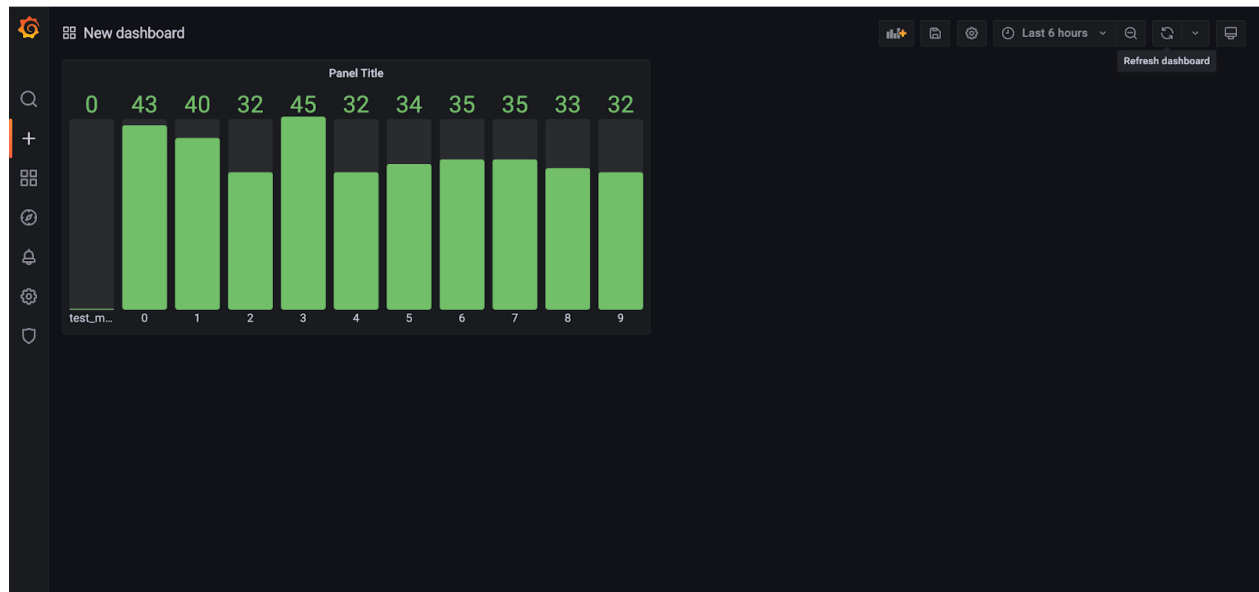 New dashboard
Last 6 hours
Refresh dashboard
Panel Title
0 43 40 32 45 32 34 35 35 33 32
test_m... 0 1 2 3 4 5 6 7 8 9